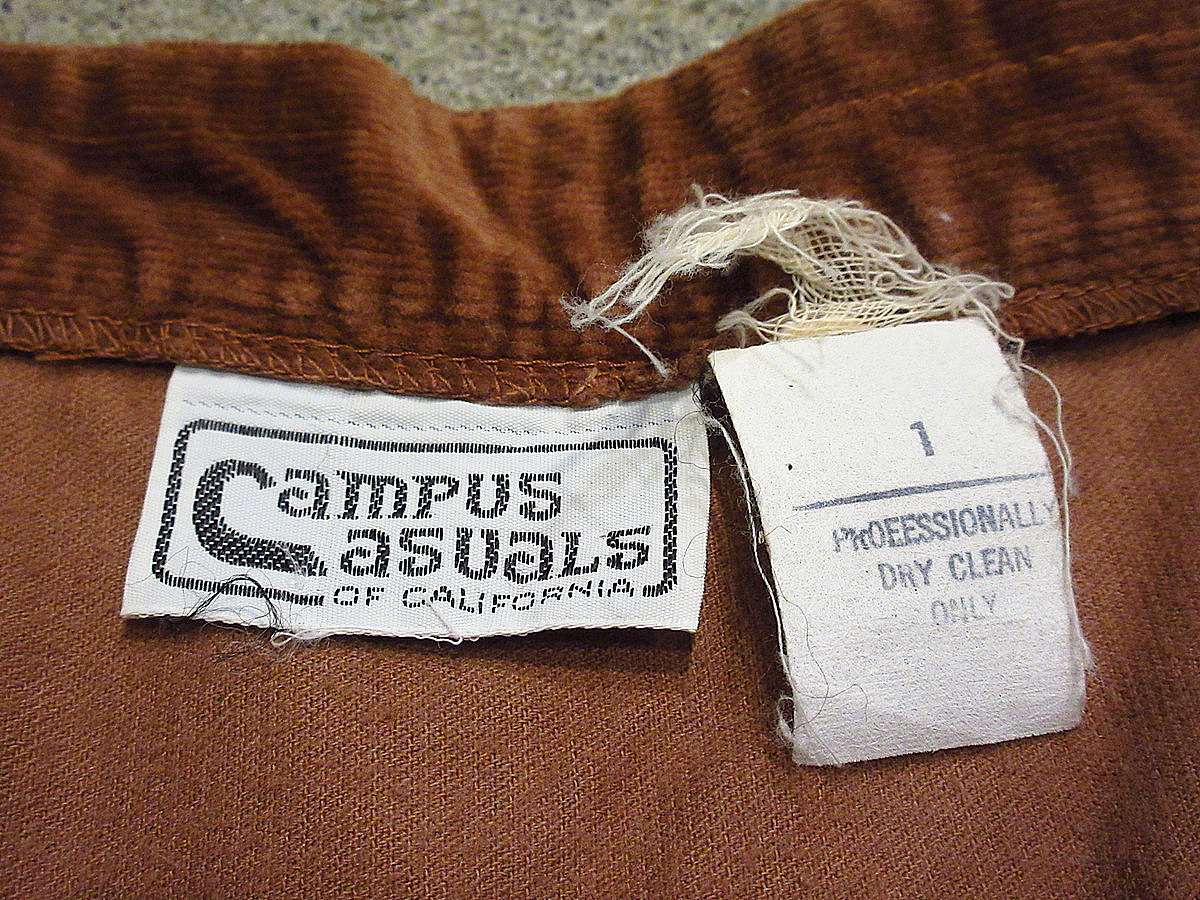 Campus
Casuals
OF CALIFORNIA
1
PROEESSIONALLY
DRY CLEAN
ONLY